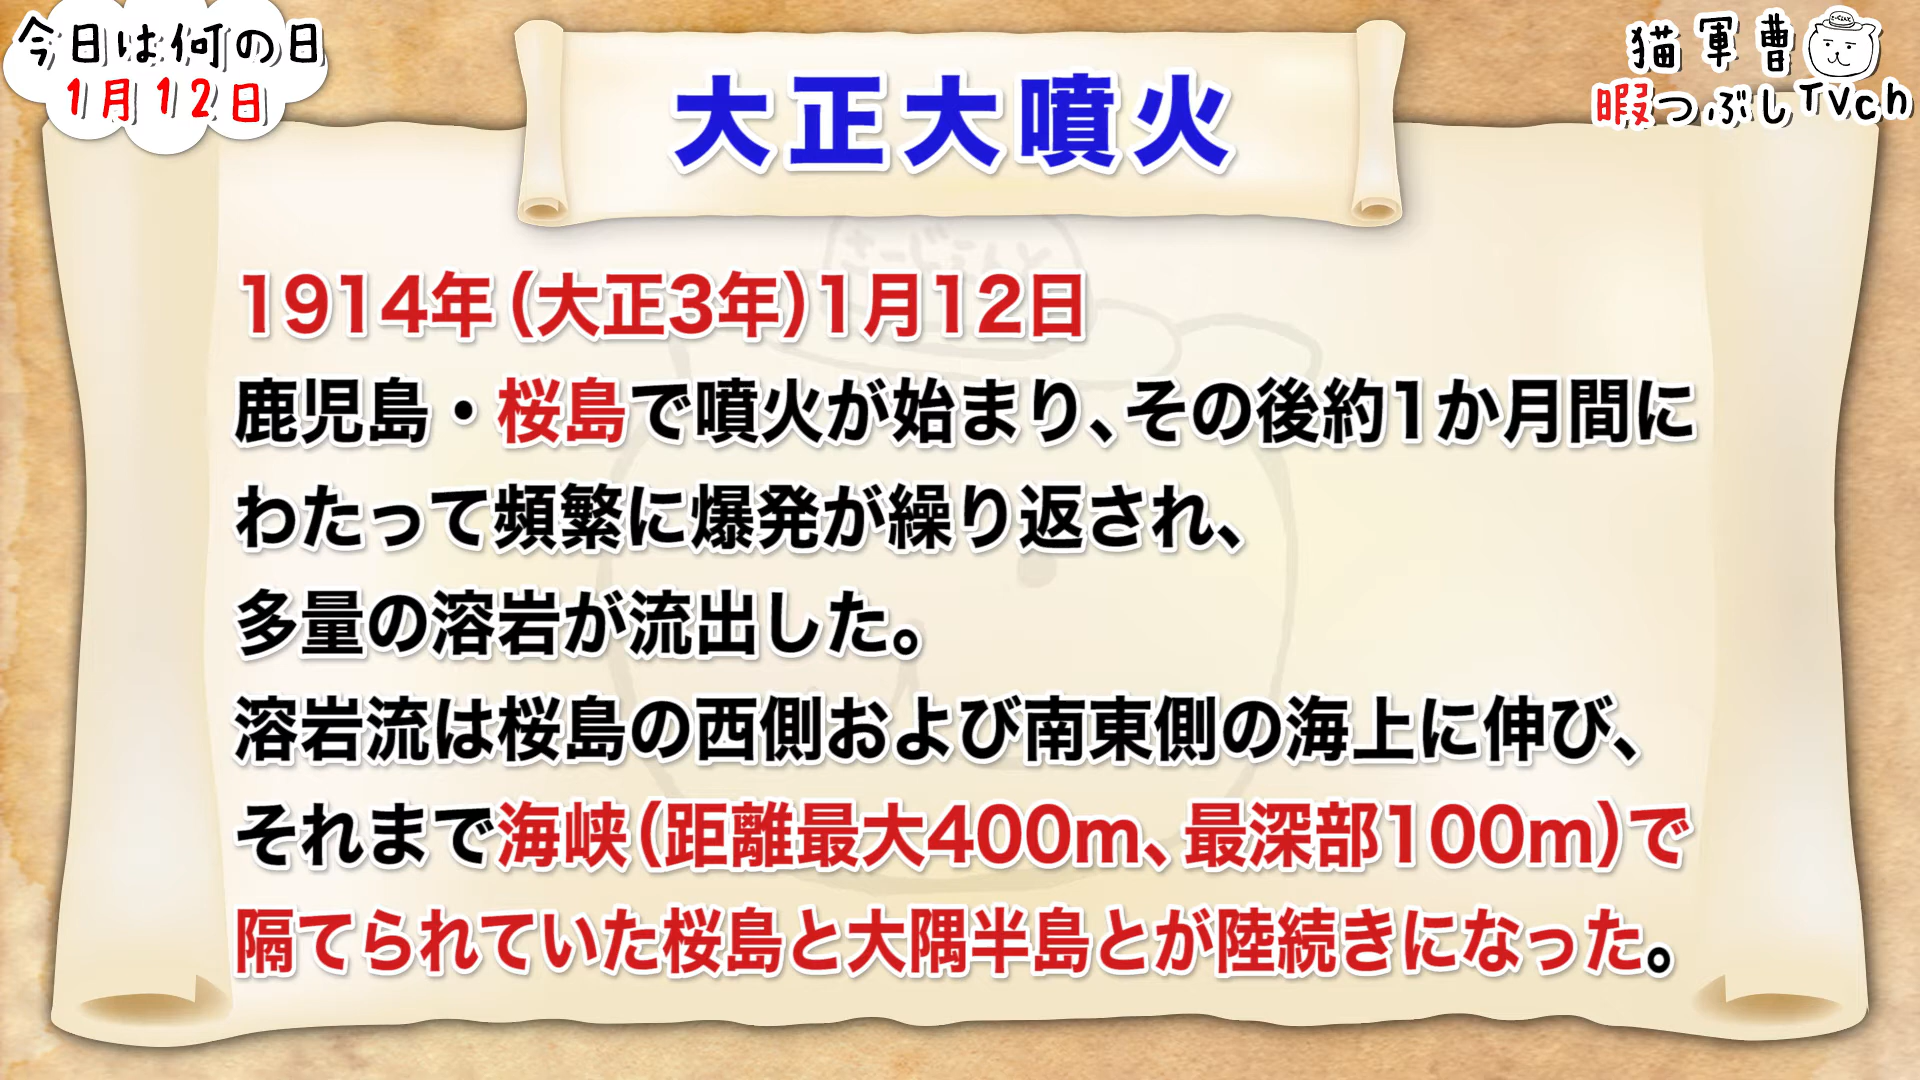 今日は何の日
1月12日
猫軍曹
暇つぶしTVch
大正大噴火
さーじぇんと
1914年(大正3年)1月12日
鹿児島・桜島で噴火が始まり、その後約1か月間に
わたって頻繁に爆発が繰り返され、
多量の溶岩が流出した。
溶岩流は桜島の西側および南東側の海上に伸び、
それまで海峡(距離最大400m、最深部100m)で
隔てられていた桜島と大隅半島とが陸続きになった。